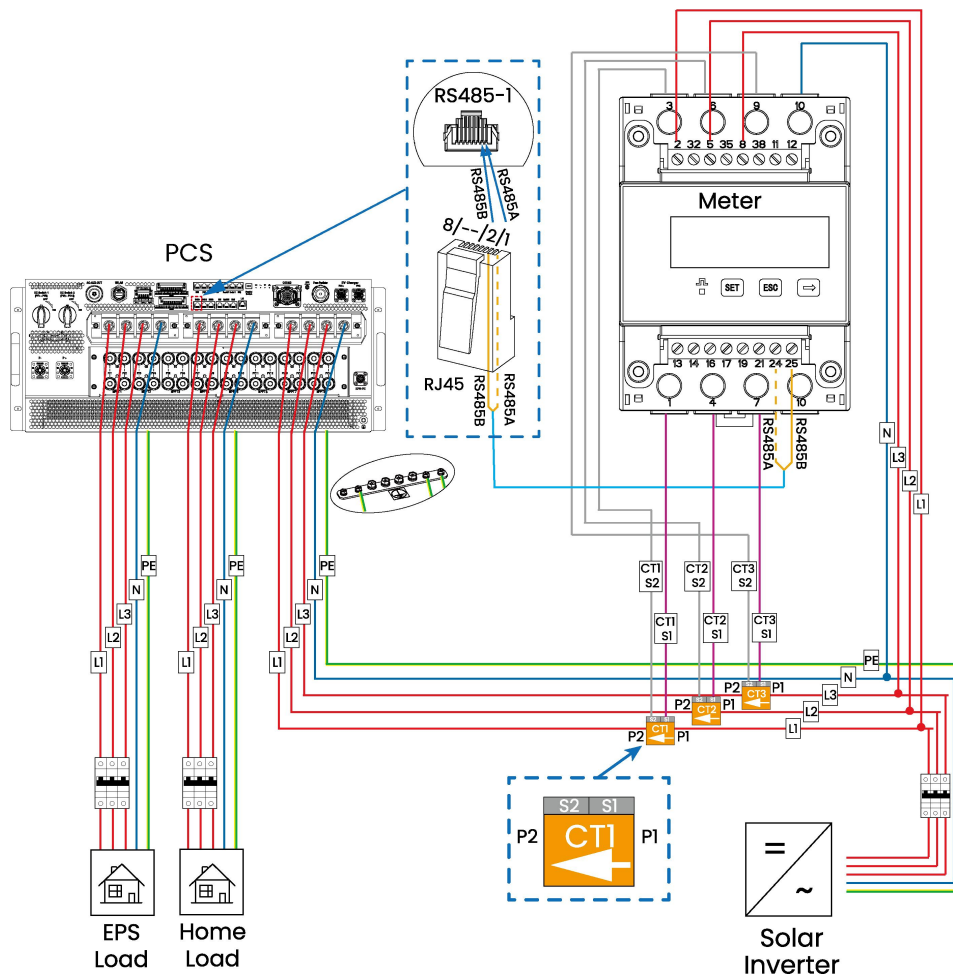 RS485-1
RS485B
RS485A
8/--/2/1
RJ45
RS485B
RS485A
PCS
3
6
9
10
2 32 5 35 8 38 11 12
Meter
SET
ESC
13 14 16 17 19 21 24 25
1
4
7
10
RS485A
RS485B
N
L3
L2
L1
PE
N
L3
L2
L1
PE
N
L3
L2
L1
PE
N
L3
L2
L1
CT1
S2
CT2
S2
CT3
S2
CT1
S1
CT2
S1
CT3
S1
PE
N
L3
L2
L1
P2
CT3
P1
P2
CT2
P1
S2 S1
P2
CT1
P1
S2 S1
P2
CT1
P1
EPS
Load
Home
Load
Solar
Inverter